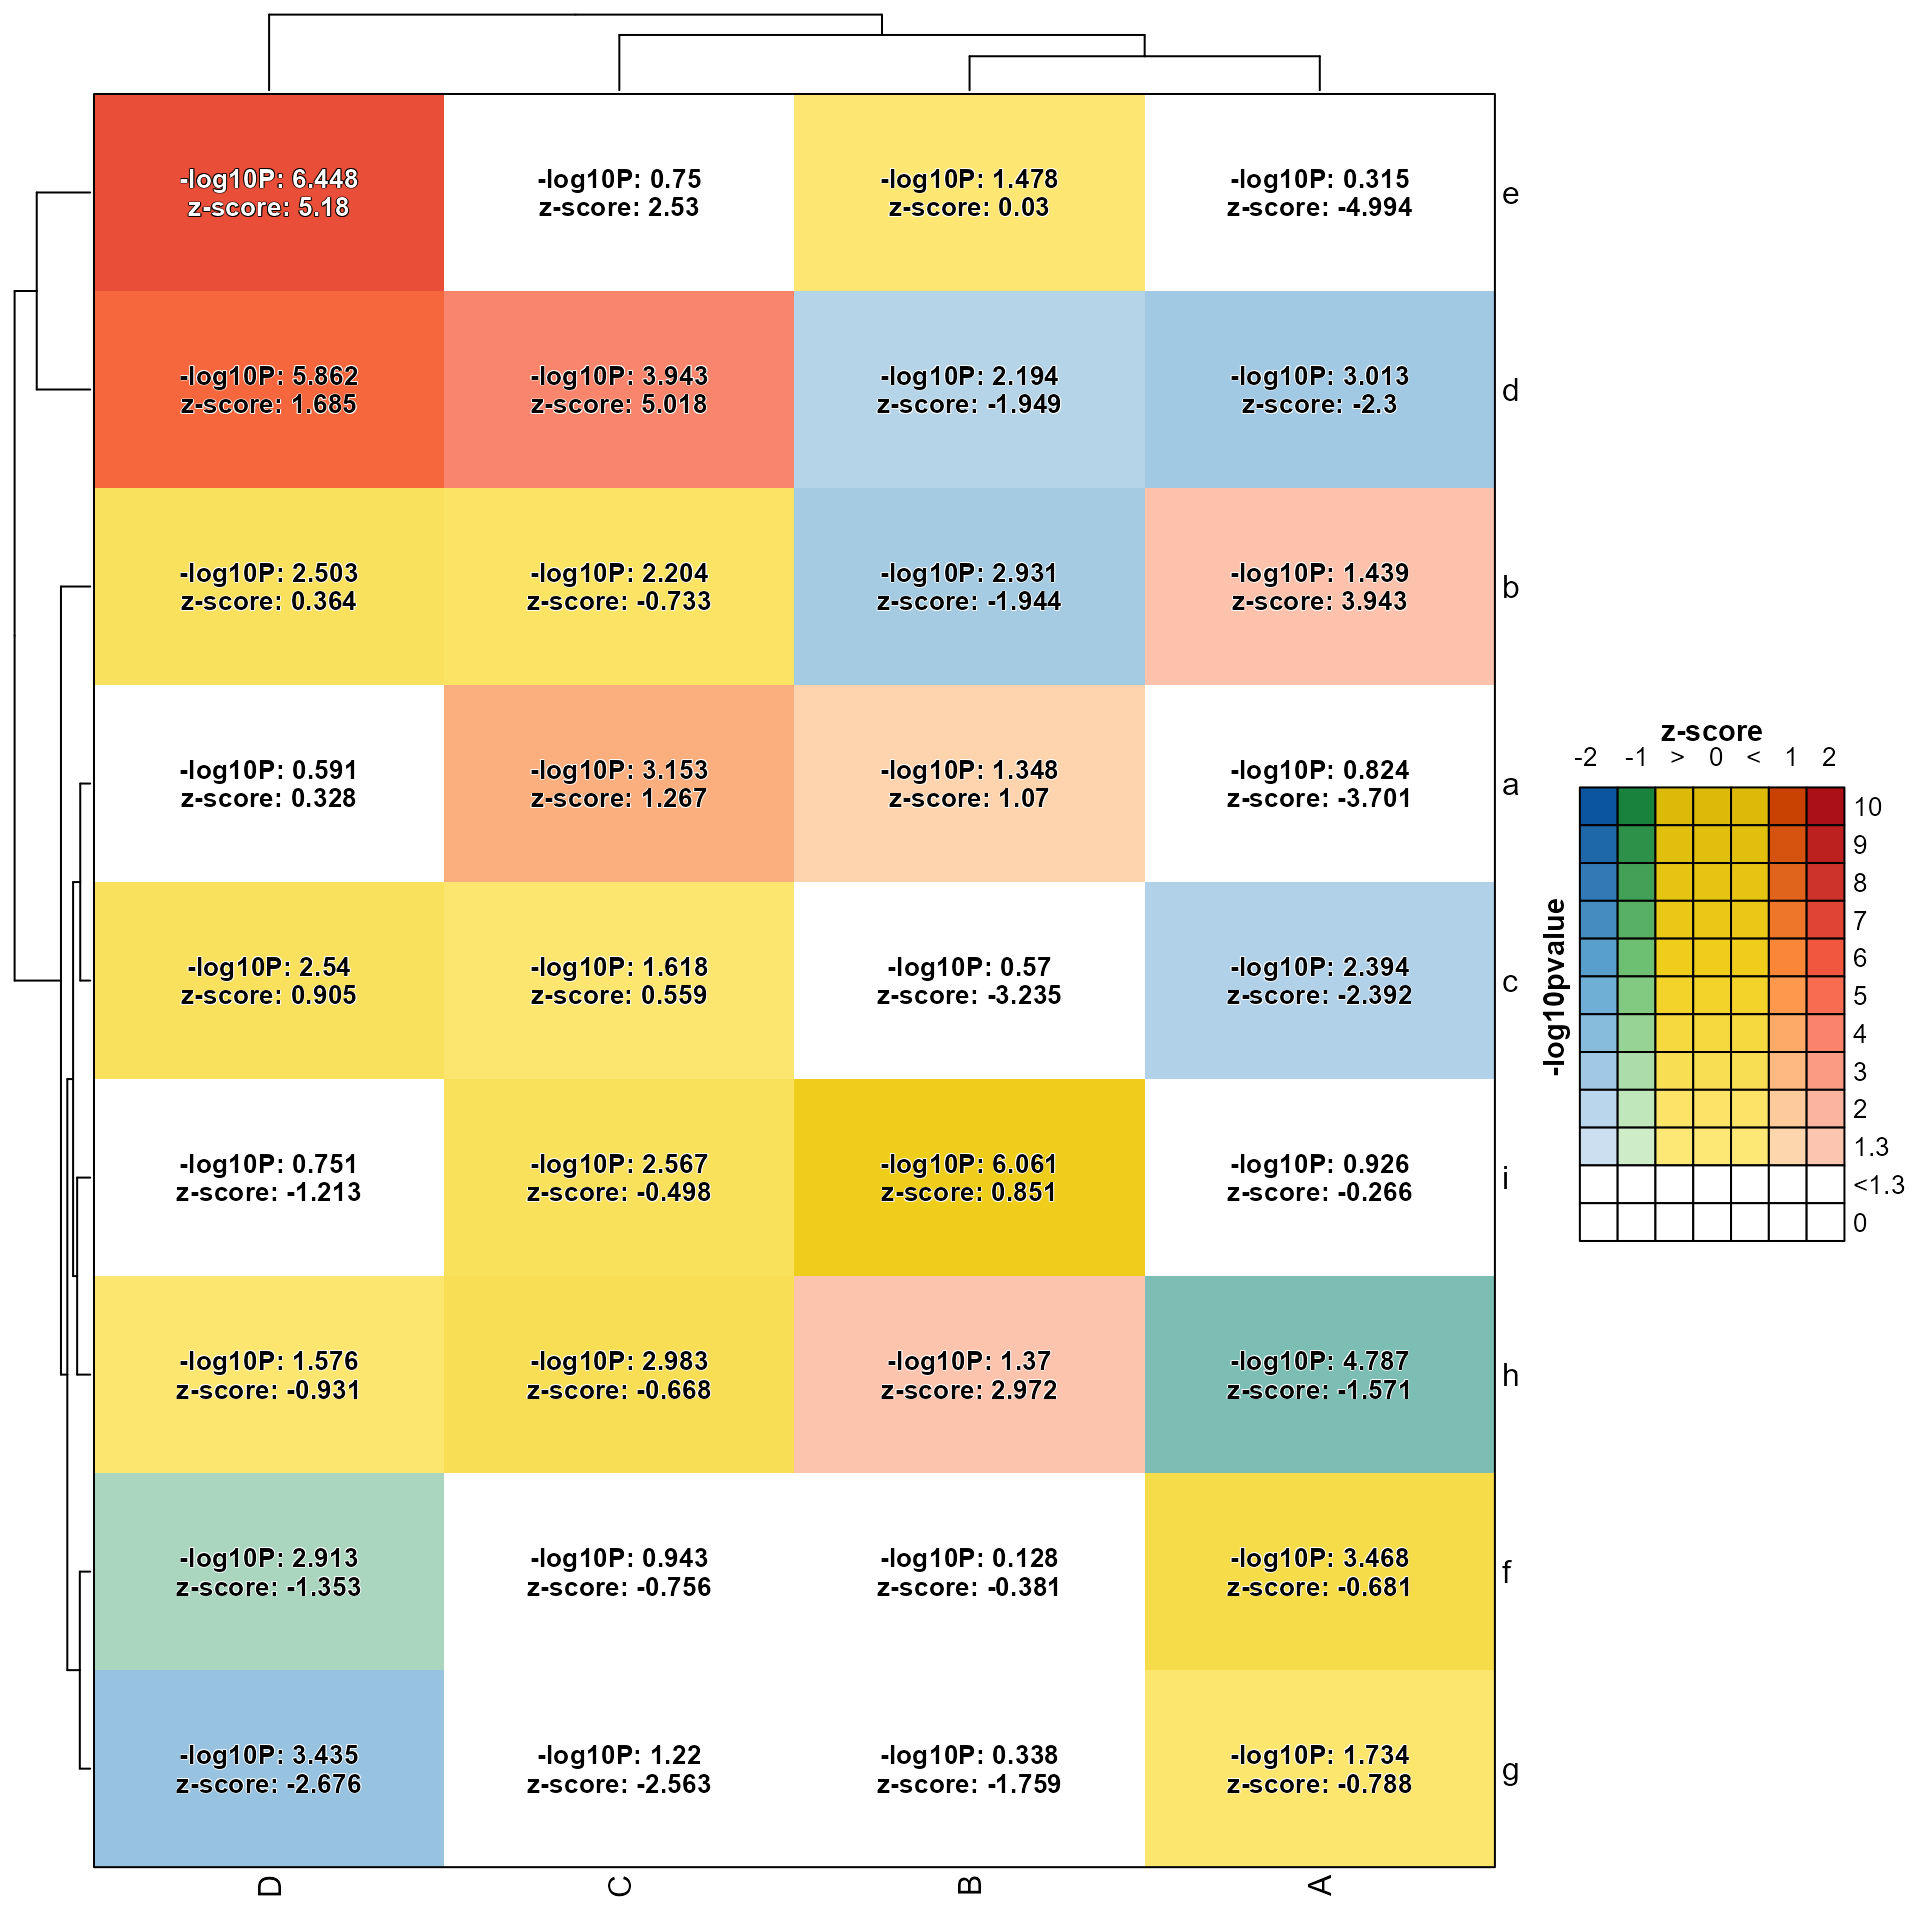 -log10P: 6.448
z-score: 5.18
-log10P: 0.75
z-score: 2.53
-log10P: 1.478
z-score: 0.03
-log10P: 0.315
z-score: -4.994
e
-log10P: 5.862
z-score: 1.685
-log10P: 3.943
z-score: 5.018
-log10P: 2.194
z-score: -1.949
-log10P: 3.013
z-score: -2.3
d
-log10P: 2.503
z-score: 0.364
-log10P: 2.204
z-score: -0.733
-log10P: 2.931
z-score: -1.944
-log10P: 1.439
z-score: 3.943
b
-log10P: 0.591
z-score: 0.328
-log10P: 3.153
z-score: 1.267
-log10P: 1.348
z-score: 1.07
-log10P: 0.824
z-score: -3.701
a
-log10P: 2.54
z-score: 0.905
-log10P: 1.618
z-score: 0.559
-log10P: 0.57
z-score: -3.235
-log10P: 2.394
z-score: -2.392
c
-log10P: 0.751
z-score: -1.213
-log10P: 2.567
z-score: -0.498
-log10P: 6.061
z-score: 0.851
-log10P: 0.926
z-score: -0.266
i
-log10P: 1.576
z-score: -0.931
-log10P: 2.983
z-score: -0.668
-log10P: 1.37
z-score: 2.972
-log10P: 4.787
z-score: -1.571
h
-log10P: 2.913
z-score: -1.353
-log10P: 0.943
z-score: -0.756
-log10P: 0.128
z-score: -0.381
-log10P: 3.468
z-score: -0.681
f
-log10P: 3.435
z-score: -2.676
-log10P: 1.22
z-score: -2.563
-log10P: 0.338
z-score: -1.759
-log10P: 1.734
z-score: -0.788
g
D C B A
z-score
-2 -1 > 0 < 1 2
-log10pvalue
10
9
8
7
6
5
4
3
2
1.3
<1.3
0